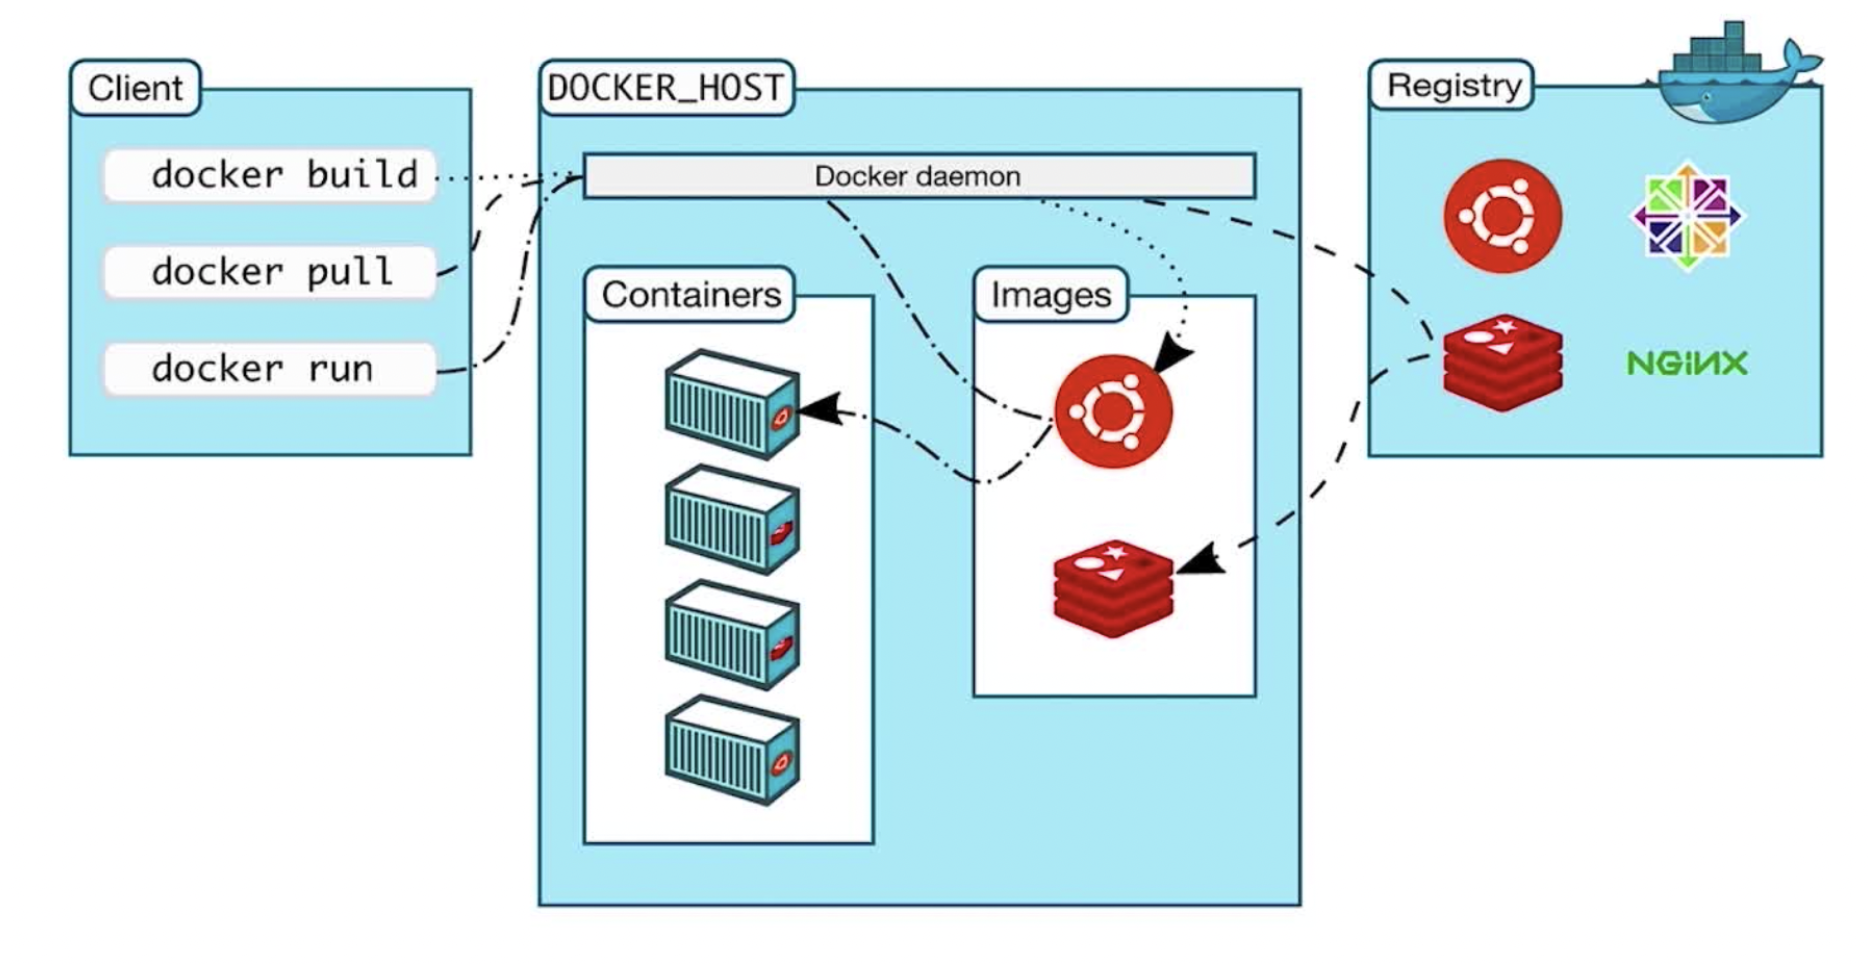 Client
docker build
docker pull
docker run
DOCKER_HOST
Docker daemon
Containers
Images
Registry
NGiNX